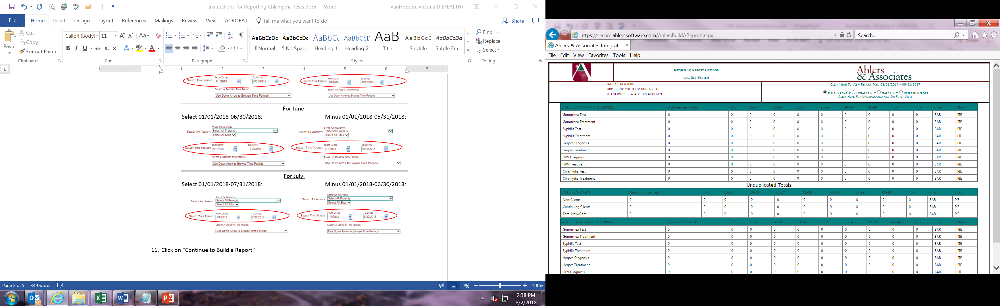 Instructions for Reporting Chlamydia Tests.docx - Word
VanHoesen, Victoria D (HEALTH)
File Home Insert Design Layout References Mailings Review View ACROBAT Tell me what you want to do Share
Paste
Cut
Copy
Format Painter
Clipboard
Calibri (Body) 11
Font
Paragraph
AaBbCcDc AaBbCcDc AaBbC AaBbCcD AaB AaBbCcD AaBbCcDa
¶ Normal ¶ No Spac... Heading 1 Heading 2 Title Subtitle Subtle Em...
Styles
Find
Replace
Select
Editing
1 1 2 3 4 5 6 7
SELECT TIME PERIOD: FROM DATE: 1/1/2018 TO DATE: 5/31/2018
SELECT A SPECIFIC TIME PERIOD:
Use Down Arrow to Browse Time Periods
SELECT TIME PERIOD: FROM DATE: 1/1/2018 TO DATE: 4/30/2018
SELECT A SPECIFIC TIME PERIOD:
Use Down Arrow to Browse Time Periods
For June:
Select 01/01/2018-06/30/2018: Minus 01/01/2018-05/31/2018:
STATE OF NEWYORK
SELECT AN AGENCY: Select All Projects
Select All Sites
SELECT TIME PERIOD: FROM DATE: 1/1/2018 TO DATE: 6/30/2018
SELECT A SPECIFIC TIME PERIOD:
Use Down Arrow to Browse Time Periods
STATE OF NEWYORK
SELECT AN AGENCY: Select All Projects
Select All Sites
SELECT TIME PERIOD: FROM DATE: 1/1/2018 TO DATE: 5/31/2018
SELECT A SPECIFIC TIME PERIOD:
Use Down Arrow to Browse Time Periods
For July:
Select 01/01/2018-07/31/2018: Minus 01/01/2018-06/30/2018:
STATE OF NEWYORK
SELECT AN AGENCY: Select All Projects
Select All Sites
SELECT TIME PERIOD: FROM DATE: 1/1/2018 TO DATE: 7/31/2018
SELECT A SPECIFIC TIME PERIOD:
Use Down Arrow to Browse Time Periods
STATE OF NEWYORK
SELECT AN AGENCY: Select All Projects
Select All Sites
SELECT TIME PERIOD: FROM DATE: 1/1/2018 TO DATE: 6/30/2018
SELECT A SPECIFIC TIME PERIOD:
Use Down Arrow to Browse Time Periods
11. Click on “Continue to Build a Report”
Page 3 of 5 349 words
100%
2:38 PM
8/2/2018
https://secure.ahlerssoftware.com/AhlersBuildAReport.aspx
Search...
Ahlers & Associates Integrat...
File Edit View Favorites Tools Help
RETURN TO REPORT OPTIONS
LOG OFF SYSTEM
Ahlers
& Associates
STATE OF NEWYORK
FROM: 08/01/2018 TO: 08/31/2018
STD SERVICES BY AGE BREAKDOWN
CLICK HERE TO VIEW REPORT FOR: 08/01/2017 - 08/31/2017
MALE & FEMALE FEMALE ONLY MALE ONLY REFRESH REPORT
CLICK HERE FOR UNDUPLICATED AGE ON FIRST VISIT
AGE BREAKDOWN> STD SERVICES Visit/Services Totals <15 15-17 18-19 20-24 25-29 30-34 35-39 40-44 45+ Chart Chart
Gonorrhea Test 0 0 0 0 0 0 0 0 0 0 BAR PIE
Gonorrhea Treatment 0 0 0 0 0 0 0 0 0 0 BAR PIE
Syphilis Test 0 0 0 0 0 0 0 0 0 0 BAR PIE
Syphilis Treatment 0 0 0 0 0 0 0 0 0 0 BAR PIE
Herpes Diagnosis 0 0 0 0 0 0 0 0 0 0 BAR PIE
Herpes Treatment 0 0 0 0 0 0 0 0 0 0 BAR PIE
HPV Diagnosis 0 0 0 0 0 0 0 0 0 0 BAR PIE
HPV Treatment 0 0 0 0 0 0 0 0 0 0 BAR PIE
Chlamydia Test 0 0 0 0 0 0 0 0 0 0 BAR PIE
Chlamydia Treatment 0 0 0 0 0 0 0 0 0 0 BAR PIE
Unduplicated Totals
AGE BREAKDOWN New/Continue Totals <15 15-17 18-19 20-24 25-29 30-34 35-39 40-44 45+ Chart Chart
New Clients 0 0 0 0 0 0 0 0 0 0 BAR PIE
Continuing Clients 0 0 0 0 0 0 0 0 0 0 BAR PIE
Total New/Cont 0 0 0 0 0 0 0 0 0 0 BAR PIE
AGE BREAKDOWN> STD SERVICES Unduplicated Totals <15 15-17 18-19 20-24 25-29 30-34 35-39 40-44 45+ Chart Chart
Gonorrhea Test 0 0 0 0 0 0 0 0 0 0 BAR PIE
Gonorrhea Treatment 0 0 0 0 0 0 0 0 0 0 BAR PIE
Syphilis Test 0 0 0 0 0 0 0 0 0 0 BAR PIE
Syphilis Treatment 0 0 0 0 0 0 0 0 0 0 BAR PIE
Herpes Diagnosis 0 0 0 0 0 0 0 0 0 0 BAR PIE
Herpes Treatment 0 0 0 0 0 0 0 0 0 0 BAR PIE
HPV Diagnosis 0 0 0 0 0 0 0 0 0 0 BAR PIE